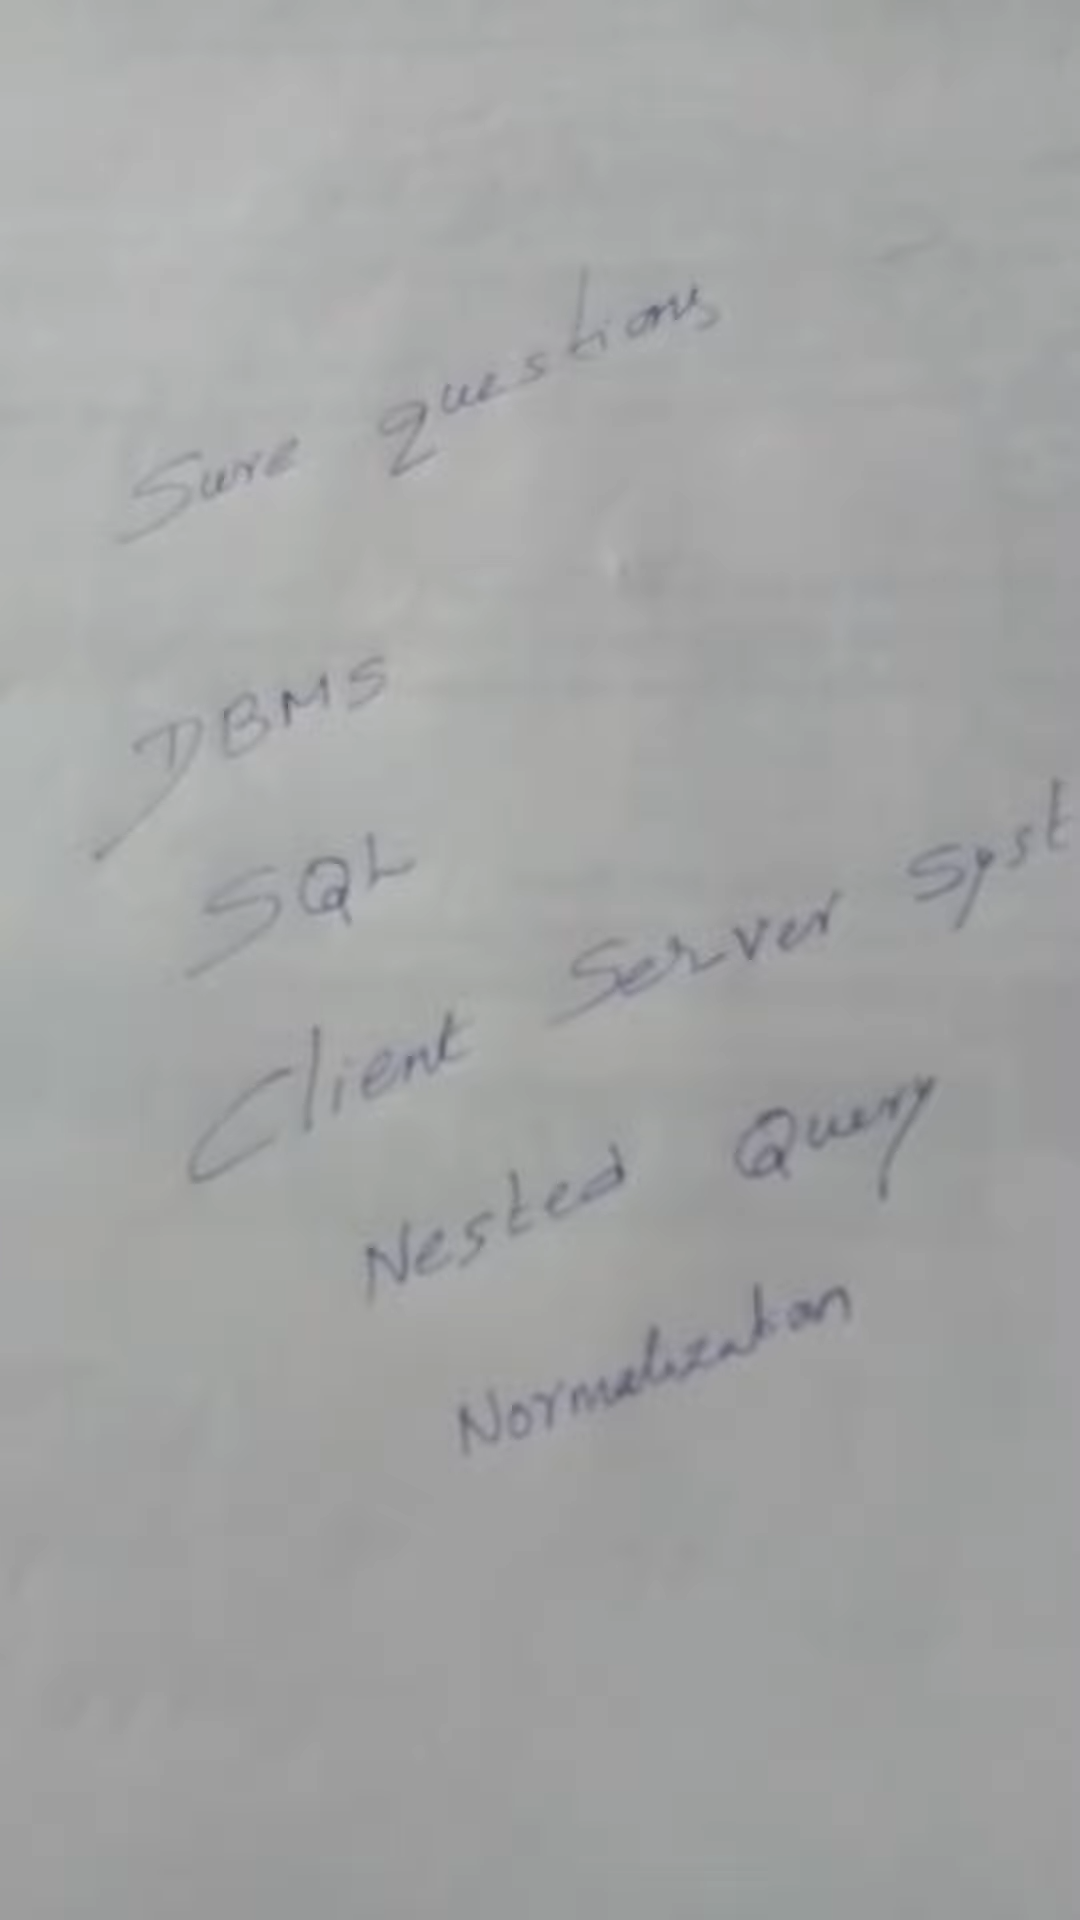 Sure questions
DBMS
SQL
Client Server Syst
Nested Query
Normalization